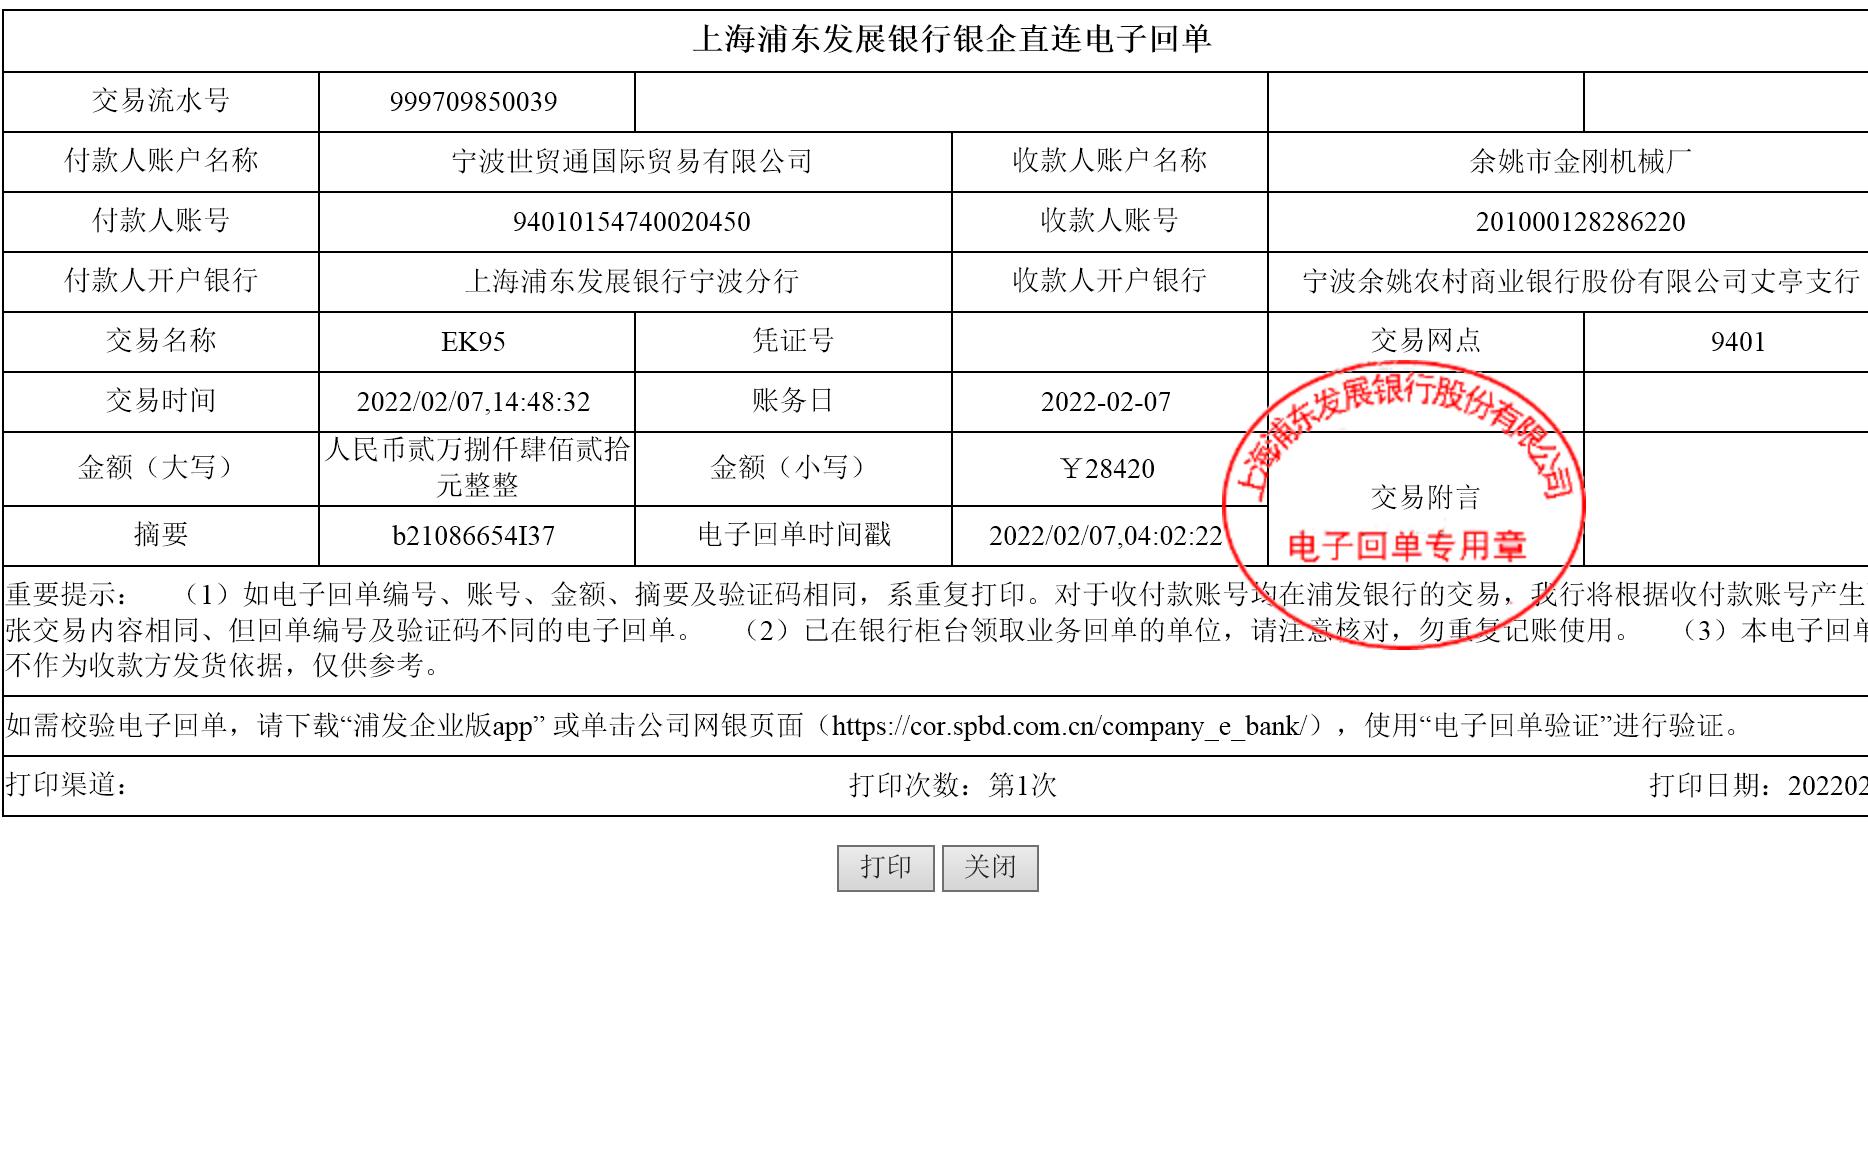 上海浦东发展银行银企直连电子回单
交易流水号 999709850039
付款人账户名称 宁波世贸通国际贸易有限公司 收款人账户名称 余姚市金刚机械厂
付款人账号 94010154740020450 收款人账号 201000128286220
付款人开户银行 上海浦东发展银行宁波分行 收款人开户银行 宁波余姚农村商业银行股份有限公司丈亭支行
交易名称 EK95 凭证号 交易网点 9401
交易时间 2022/02/07,14:48:32 账务日 2022-02-07
金额（大写） 人民币贰万捌仟肆佰贰拾
元整整 金额（小写） ￥28420
交易附言
摘要 b21086654I37 电子回单时间戳 2022/02/07,04:02:22
上海浦东发展银行股份有限公司
电子回单专用章
重要提示： （1）如电子回单编号、账号、金额、摘要及验证码相同，系重复打印。对于收付款账号均在浦发银行的交易，我行将根据收付款账号产生
张交易内容相同、但回单编号及验证码不同的电子回单。 （2）已在银行柜台领取业务回单的单位，请注意核对，勿重复记账使用。 （3）本电子回单
不作为收款方发货依据，仅供参考。
如需校验电子回单，请下载“浦发企业版app” 或单击公司网银页面（https://cor.spbd.com.cn/company_e_bank/），使用“电子回单验证”进行验证。
打印渠道： 打印次数：第1次 打印日期：202202
打印 关闭